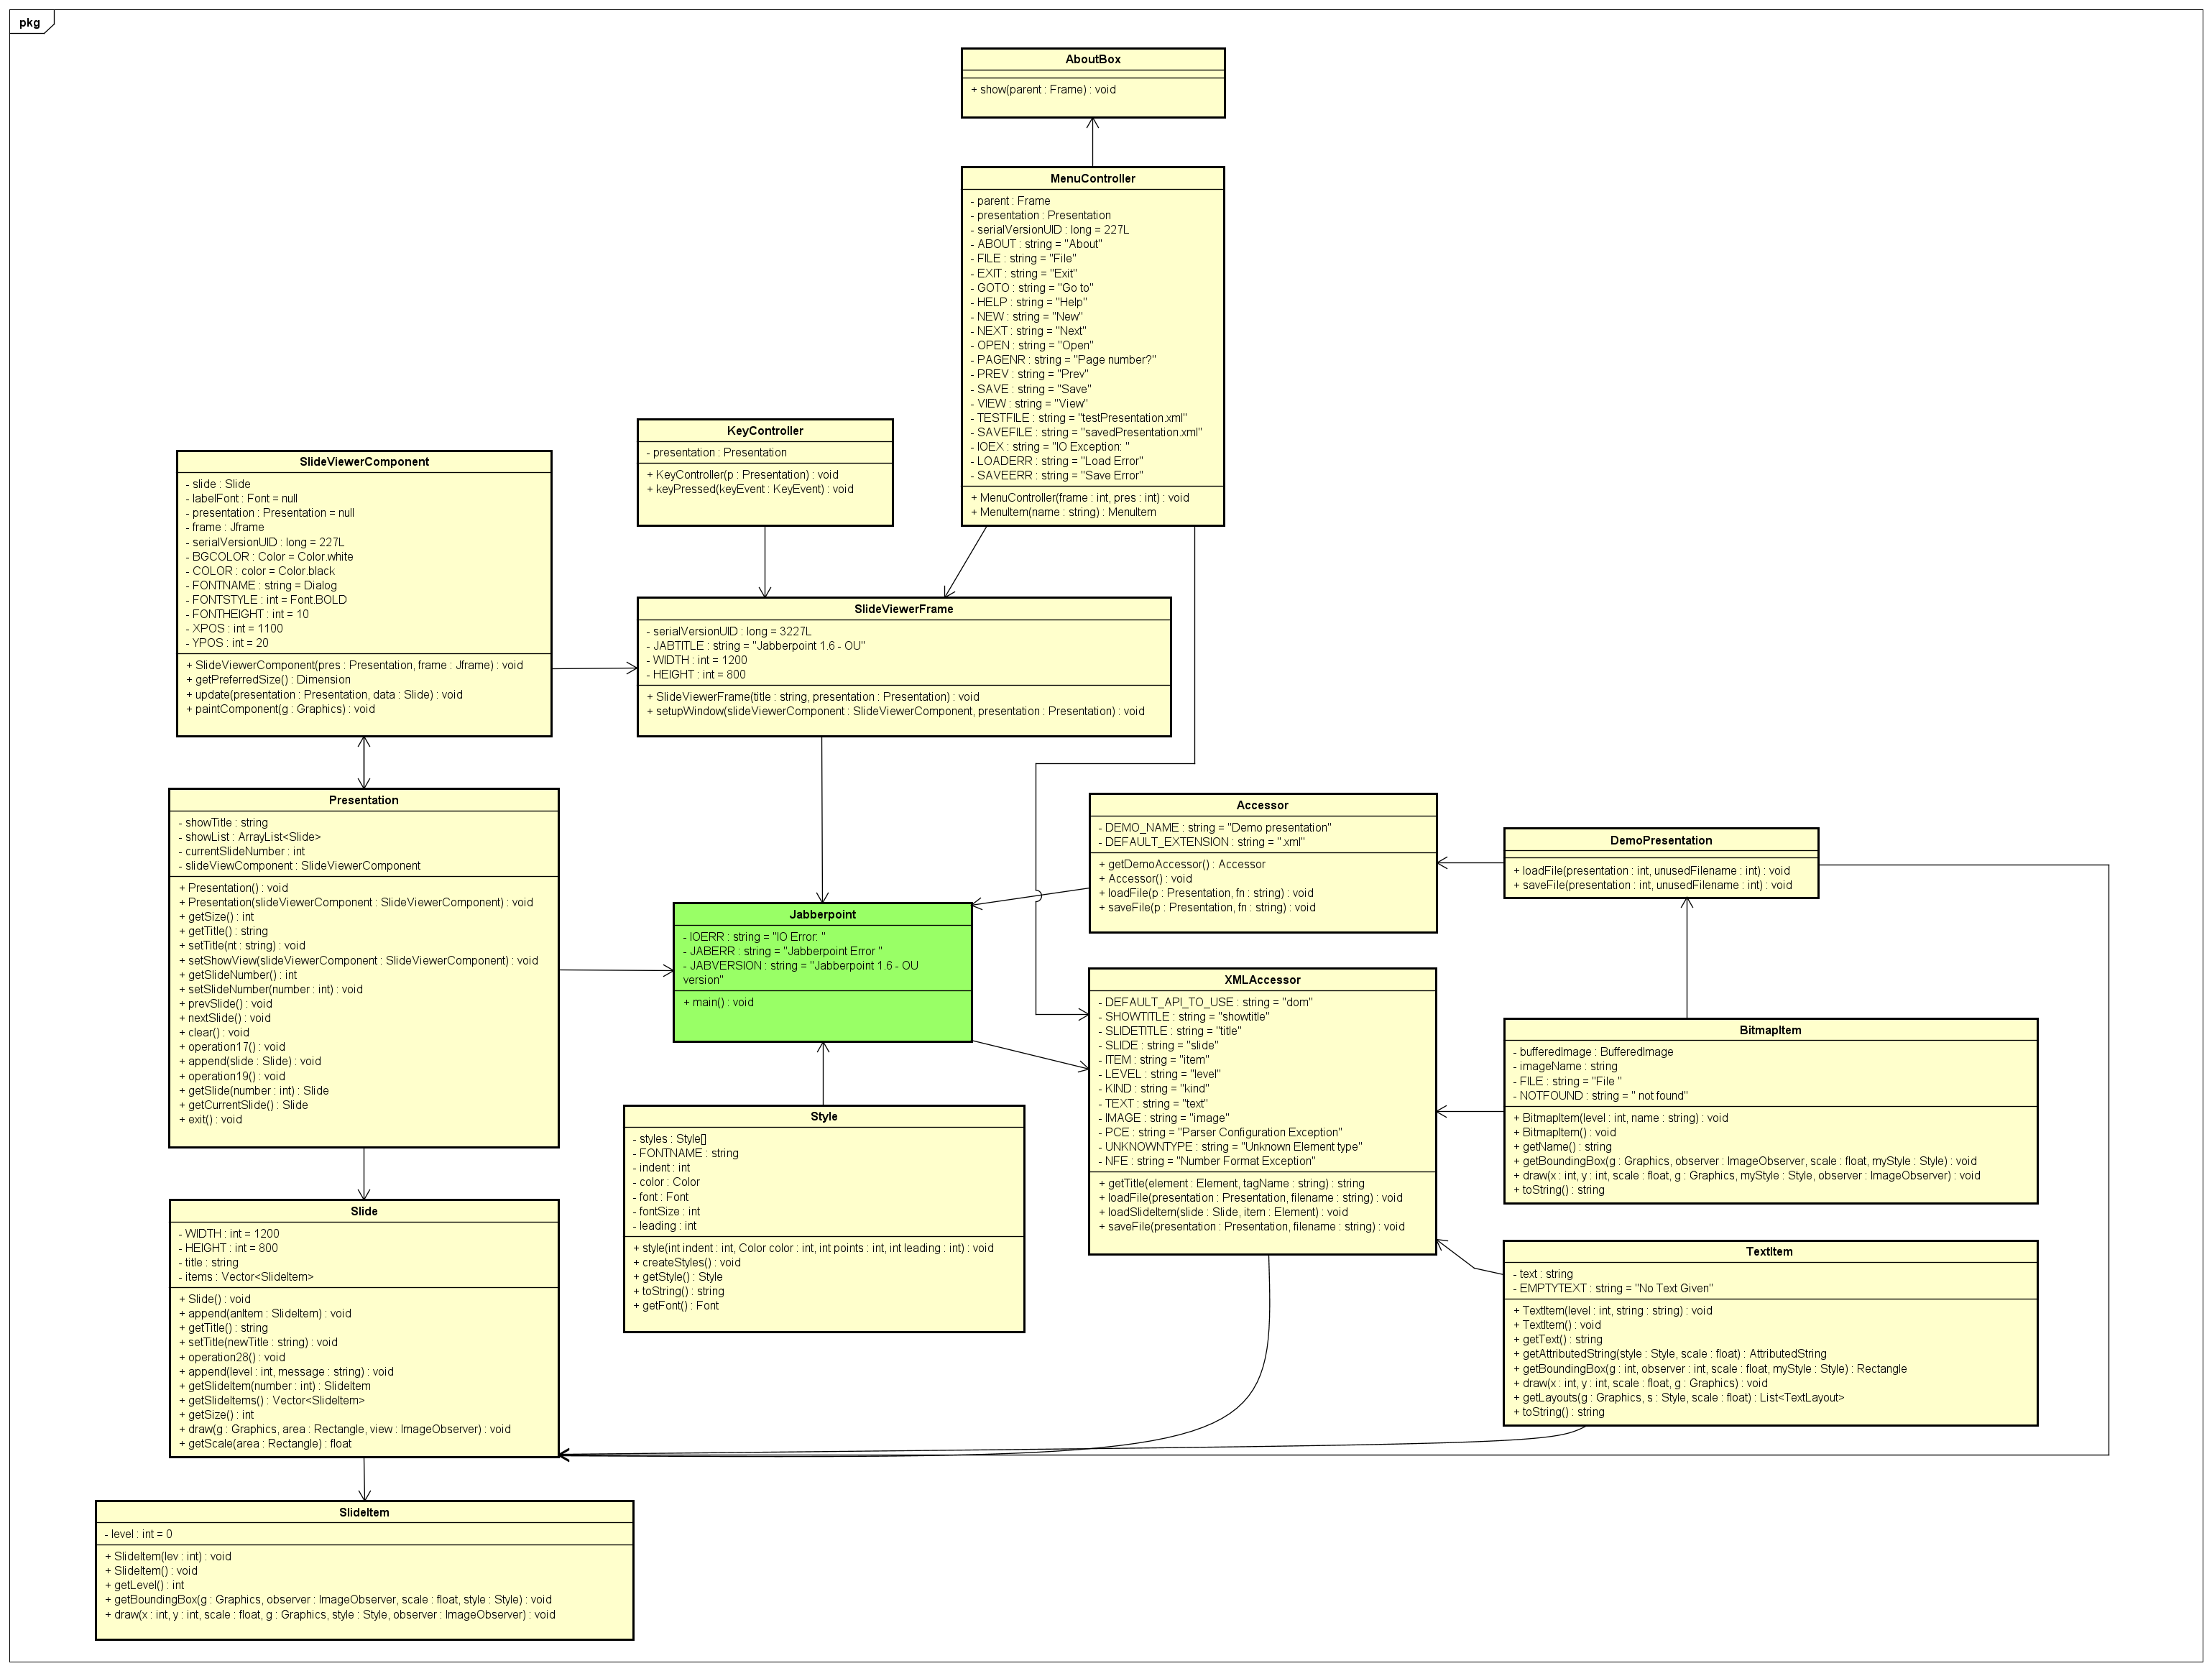 pkg
AboutBox
+ show(parent : Frame) : void
MenuController
- parent : Frame
- presentation : Presentation
- serialVersionUID : long = 227L
- ABOUT : string = "About"
- FILE : string = "File"
- EXIT : string = "Exit"
- GOTO : string = "Go to"
- HELP : string = "Help"
- NEW : string = "New"
- NEXT : string = "Next"
- OPEN : string = "Open"
- PAGENR : string = "Page number?"
- PREV : string = "Prev"
- SAVE : string = "Save"
- VIEW : string = "View"
- TESTFILE : string = "testPresentation.xml"
- SAVEFILE : string = "savedPresentation.xml"
- IOEX : string = "IO Exception: "
- LOADERR : string = "Load Error"
- SAVEERR : string = "Save Error"
+ MenuController(frame : int, pres : int) : void
+ MenuItem(name : string) : MenuItem
KeyController
- presentation : Presentation
+ KeyController(p : Presentation) : void
+ keyPressed(keyEvent : KeyEvent) : void
SlideViewerComponent
- slide : Slide
- labelFont : Font = null
- presentation : Presentation = null
- frame : Jframe
- serialVersionUID : long = 227L
- BGCOLOR : Color = Color.white
- COLOR : color = Color.black
- FONTNAME : string = Dialog
- FONTSTYLE : int = Font.BOLD
- FONTHEIGHT : int = 10
- XPOS : int = 1100
- YPOS : int = 20
+ SlideViewerComponent(pres : Presentation, frame : Jframe) : void
+ getPreferredSize() : Dimension
+ update(presentation : Presentation, data : Slide) : void
+ paintComponent(g : Graphics) : void
SlideViewerFrame
- serialVersionUID : long = 3227L
- JABTITLE : string = "Jabberpoint 1.6 - OU"
- WIDTH : int = 1200
- HEIGHT : int = 800
+ SlideViewerFrame(title : string, presentation : Presentation) : void
+ setupWindow(slideViewerComponent : SlideViewerComponent, presentation : Presentation) : void
Presentation
- showTitle : string
- showList : ArrayList<Slide>
- currentSlideNumber : int
- slideViewComponent : SlideViewerComponent
+ Presentation() : void
+ Presentation(slideViewerComponent : SlideViewerComponent) : void
+ getSize() : int
+ getTitle() : string
+ setTitle(nt : string) : void
+ setShowView(slideViewerComponent : SlideViewerComponent) : void
+ getSlideNumber() : int
+ setSlideNumber(number : int) : void
+ prevSlide() : void
+ nextSlide() : void
+ clear() : void
+ operation17() : void
+ append(slide : Slide) : void
+ operation19() : void
+ getSlide(number : int) : Slide
+ getCurrentSlide() : Slide
+ exit() : void
Accessor
- DEMO_NAME : string = "Demo presentation"
- DEFAULT_EXTENSION : string = ".xml"
+ getDemoAccessor() : Accessor
+ Accessor() : void
+ loadFile(p : Presentation, fn : string) : void
+ saveFile(p : Presentation, fn : string) : void
DemoPresentation
+ loadFile(presentation : int, unusedFilename : int) : void
+ saveFile(presentation : int, unusedFilename : int) : void
Jabberpoint
- IOERR : string = "IO Error: "
- JABERR : string = "Jabberpoint Error "
- JABVERSION : string = "Jabberpoint 1.6 - OU
version"
+ main() : void
XMLAccessor
- DEFAULT_API_TO_USE : string = "dom"
- SHOWTITLE : string = "showtitle"
- SLIDETITLE : string = "title"
- SLIDE : string = "slide"
- ITEM : string = "item"
- LEVEL : string = "level"
- KIND : string = "kind"
- TEXT : string = "text"
- IMAGE : string = "image"
- PCE : string = "Parser Configuration Exception"
- UNKNOWNTYPE : string = "Unknown Element type"
- NFE : string = "Number Format Exception"
+ getTitle(element : Element, tagName : string) : string
+ loadFile(presentation : Presentation, filename : string) : void
+ loadSlideItem(slide : Slide, item : Element) : void
+ saveFile(presentation : Presentation, filename : string) : void
BitmapItem
- bufferedImage : BufferedImage
- imageName : string
- FILE : string = "File "
- NOTFOUND : string = " not found"
+ BitmapItem(level : int, name : string) : void
+ BitmapItem() : void
+ getName() : string
+ getBoundingBox(g : Graphics, observer : ImageObserver, scale : float, myStyle : Style) : void
+ draw(x : int, y : int, scale : float, g : Graphics, myStyle : Style, observer : ImageObserver) : void
+ toString() : string
Style
- styles : Style[]
- FONTNAME : string
- indent : int
- color : Color
- font : Font
- fontSize : int
- leading : int
+ style(int indent : int, Color color : int, int points : int, int leading : int) : void
+ createStyles() : void
+ getStyle() : Style
+ toString() : string
+ getFont() : Font
Slide
- WIDTH : int = 1200
- HEIGHT : int = 800
- title : string
- items : Vector<SlideItem>
+ Slide() : void
+ append(anItem : SlideItem) : void
+ getTitle() : string
+ setTitle(newTitle : string) : void
+ operation28() : void
+ append(level : int, message : string) : void
+ getSlideItem(number : int) : SlideItem
+ getSlideItems() : Vector<SlideItem>
+ getSize() : int
+ draw(g : Graphics, area : Rectangle, view : ImageObserver) : void
+ getScale(area : Rectangle) : float
TextItem
- text : string
- EMPTYTEXT : string = "No Text Given"
+ TextItem(level : int, string : string) : void
+ TextItem() : void
+ getText() : string
+ getAttributedString(style : Style, scale : float) : AttributedString
+ getBoundingBox(g : int, observer : int, scale : float, myStyle : Style) : Rectangle
+ draw(x : int, y : int, scale : float, g : Graphics) : void
+ getLayouts(g : Graphics, s : Style, scale : float) : List<TextLayout>
+ toString() : string
SlideItem
- level : int = 0
+ SlideItem(lev : int) : void
+ SlideItem() : void
+ getLevel() : int
+ getBoundingBox(g : Graphics, observer : ImageObserver, scale : float, style : Style) : void
+ draw(x : int, y : int, scale : float, g : Graphics, style : Style, observer : ImageObserver) : void